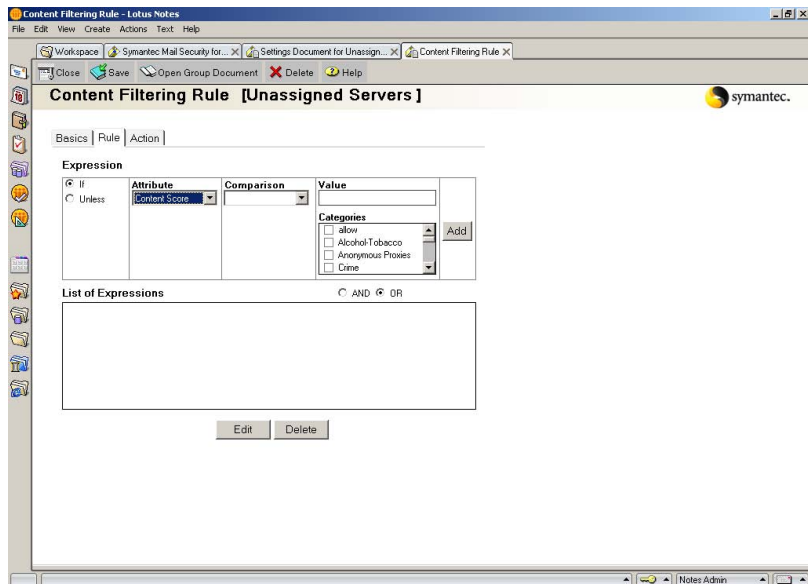 Content Filtering Rule - Lotus Notes
File Edit View Create Actions Text Help
Workspace Symantec Mail Security for... Settings Document for Unassign... Content Filtering Rule
Close Save Open Group Document Delete Help
Content Filtering Rule [Unassigned Servers ]
symantec.
Basics Rule Action
Expression
If Attribute Comparison Value
Unless Content Score
Categories
allow
Alcohol-Tobacco
Anonymous Proxies
Crime
Add
List of Expressions AND OR
Edit Delete
Notes Admin